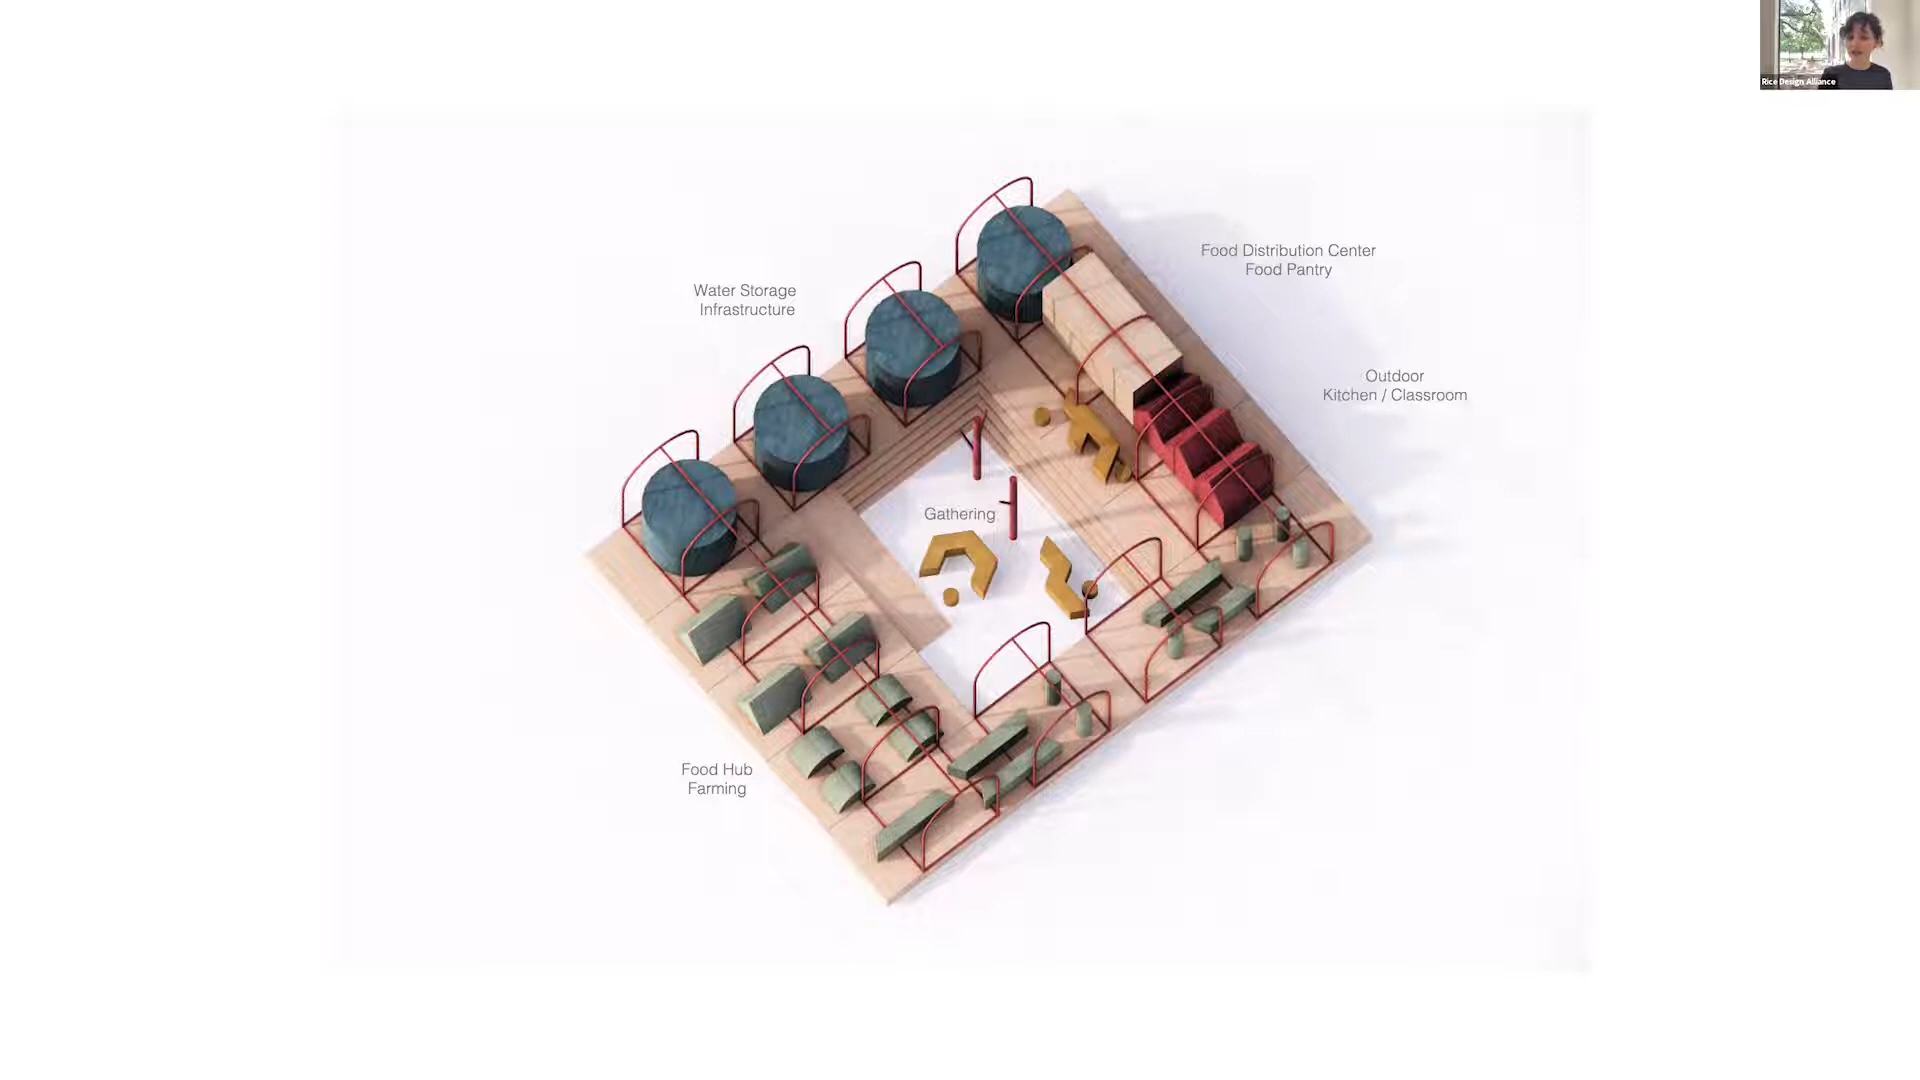 Rice Design Alliance
Food Distribution Center
Food Pantry
Water Storage
Infrastructure
Outdoor
Kitchen / Classroom
Gathering
Food Hub
Farming